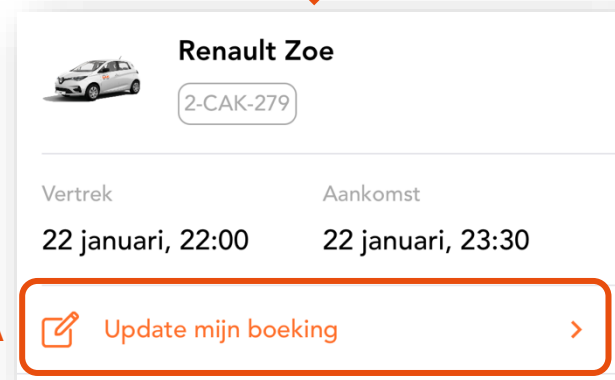 Renault Zoe
2-CAK-279
Vertrek
Aankomst
22 januari, 22:00
22 januari, 23:30
Update mijn boeking